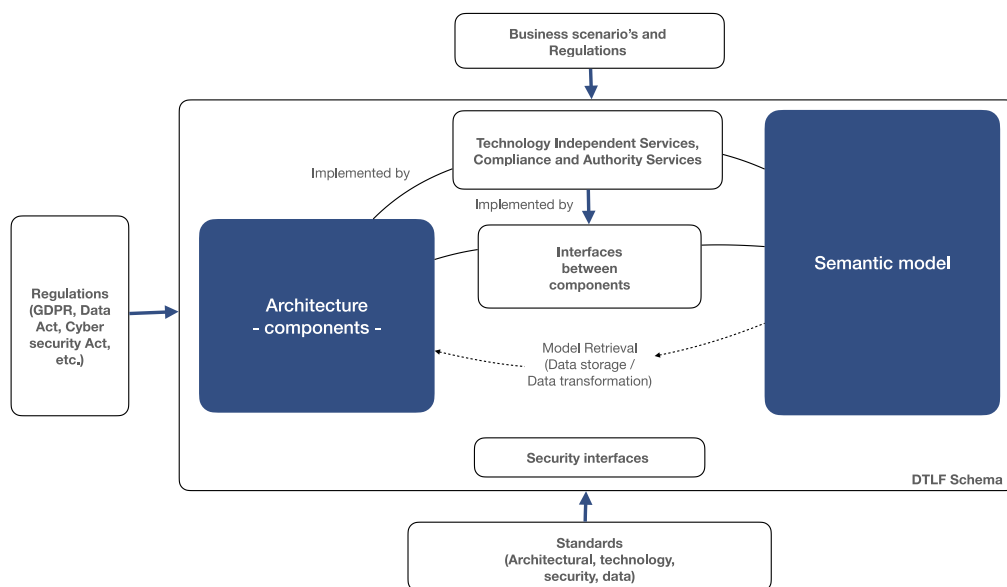 Business scenario's and
Regulations
Technology Independent Services,
Compliance and Authority Services
Implemented by
Implemented by
Interfaces
between
components
Semantic model
Regulations
(GDPR, Data
Act, Cyber
security Act,
etc.)
Architecture
- components -
Model Retrieval
(Data storage /
Data transformation)
Security interfaces
DTLF Schema
Standards
(Architectural, technology,
security, data)